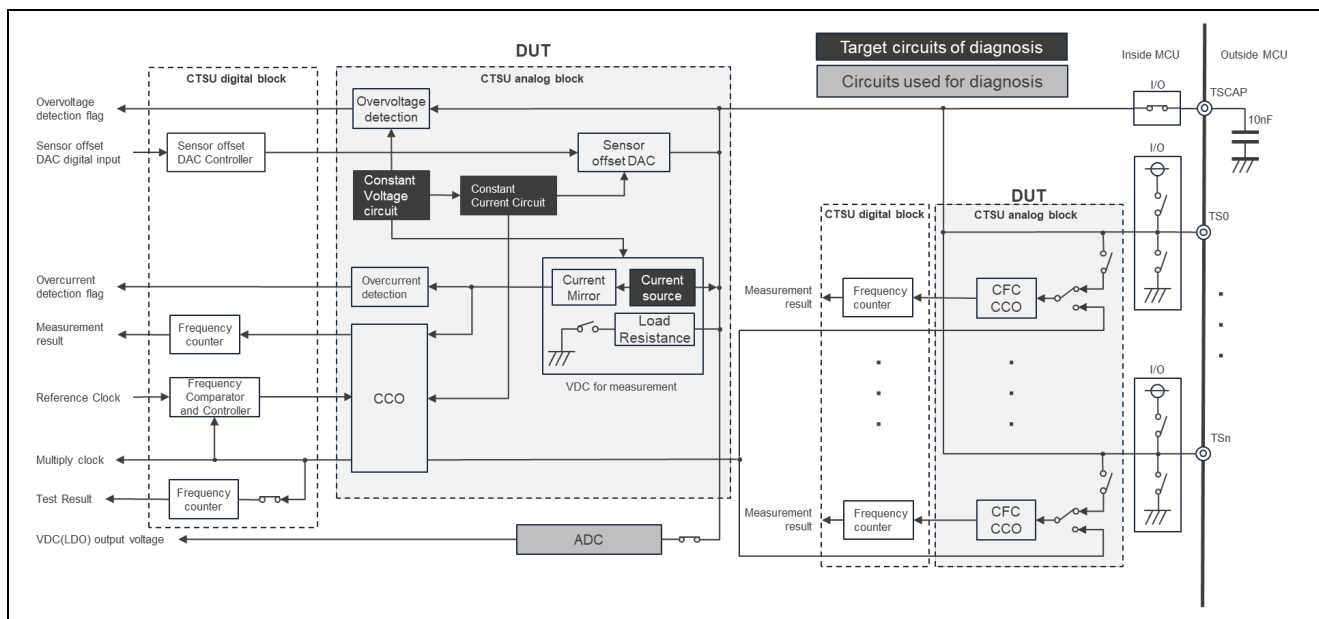 DUT
Target circuits of diagnosis
Circuits used for diagnosis
Inside MCU
Outside MCU
CTSU digital block
CTSU analog block
I/O
TSCAP
10nF
Overvoltage
detection flag
Overvoltage
detection
Sensor offset
DAC digital input
Sensor offset
DAC Controller
Sensor
offset DAC
Constant
Voltage
circuit
Constant
Current Circuit
I/O
DUT
CTSU digital block
CTSU analog block
TS0
Overcurrent
detection flag
Overcurrent
detection
Current
Mirror
Current
source
Load
Resistance
VDC for measurement
Measurement
result
Frequency
counter
CFC
CCO
Measurement
result
Frequency
counter
Reference Clock
Frequency
Comparator
and Controller
CCO
I/O
TSn
Multiply clock
Test Result
Frequency
counter
Measurement
result
Frequency
counter
CFC
CCO
VDC(LDO) output voltage
ADC